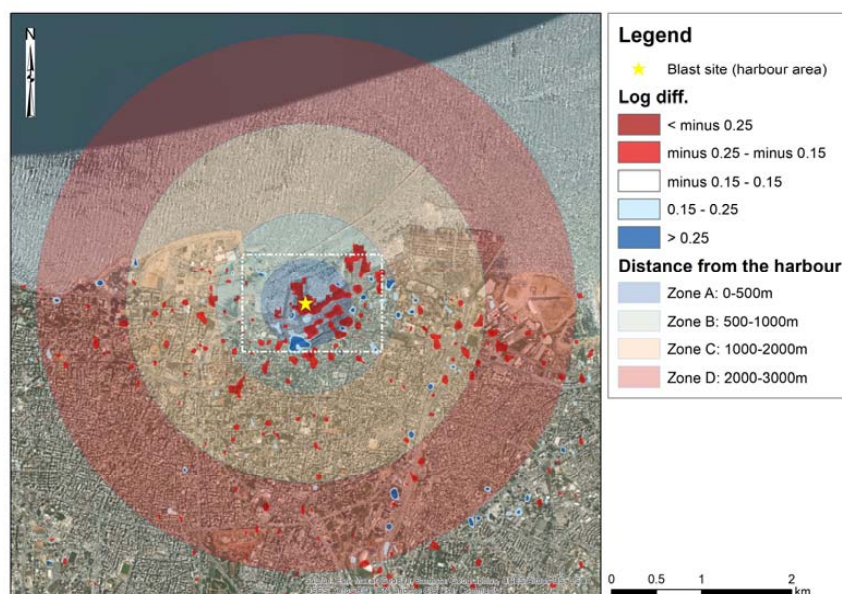 N
Legend
Blast site (harbour area)
Log diff.
< minus 0.25
minus 0.25 - minus 0.15
minus 0.15 - 0.15
0.15 - 0.25
> 0.25
Distance from the harbour
Zone A: 0-500m
Zone B: 500-1000m
Zone C: 1000-2000m
Zone D: 2000-3000m
0 0.5 1 2
km